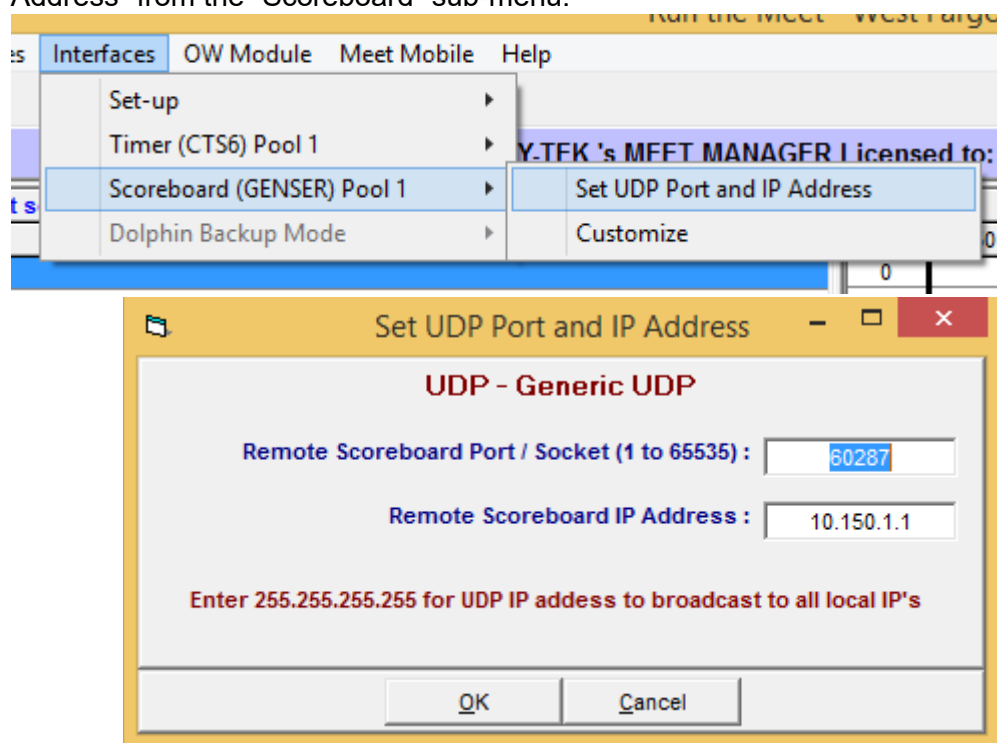 Address" from the "Scoreboard" sub-menu.
Run the Meet - West Fargo
es Interfaces OW Module Meet Mobile Help
Set-up
Timer (CTS6) Pool 1
Y-TEK 's MEET MANAGER Licensed to:
Scoreboard (GENSER) Pool 1
Set UDP Port and IP Address
t s
Dolphin Backup Mode
Customize
0
0
Set UDP Port and IP Address
UDP - Generic UDP
Remote Scoreboard Port / Socket (1 to 65535) : 60287
Remote Scoreboard IP Address : 10.150.1.1
Enter 255.255.255.255 for UDP IP addess to broadcast to all local IP's
OK Cancel